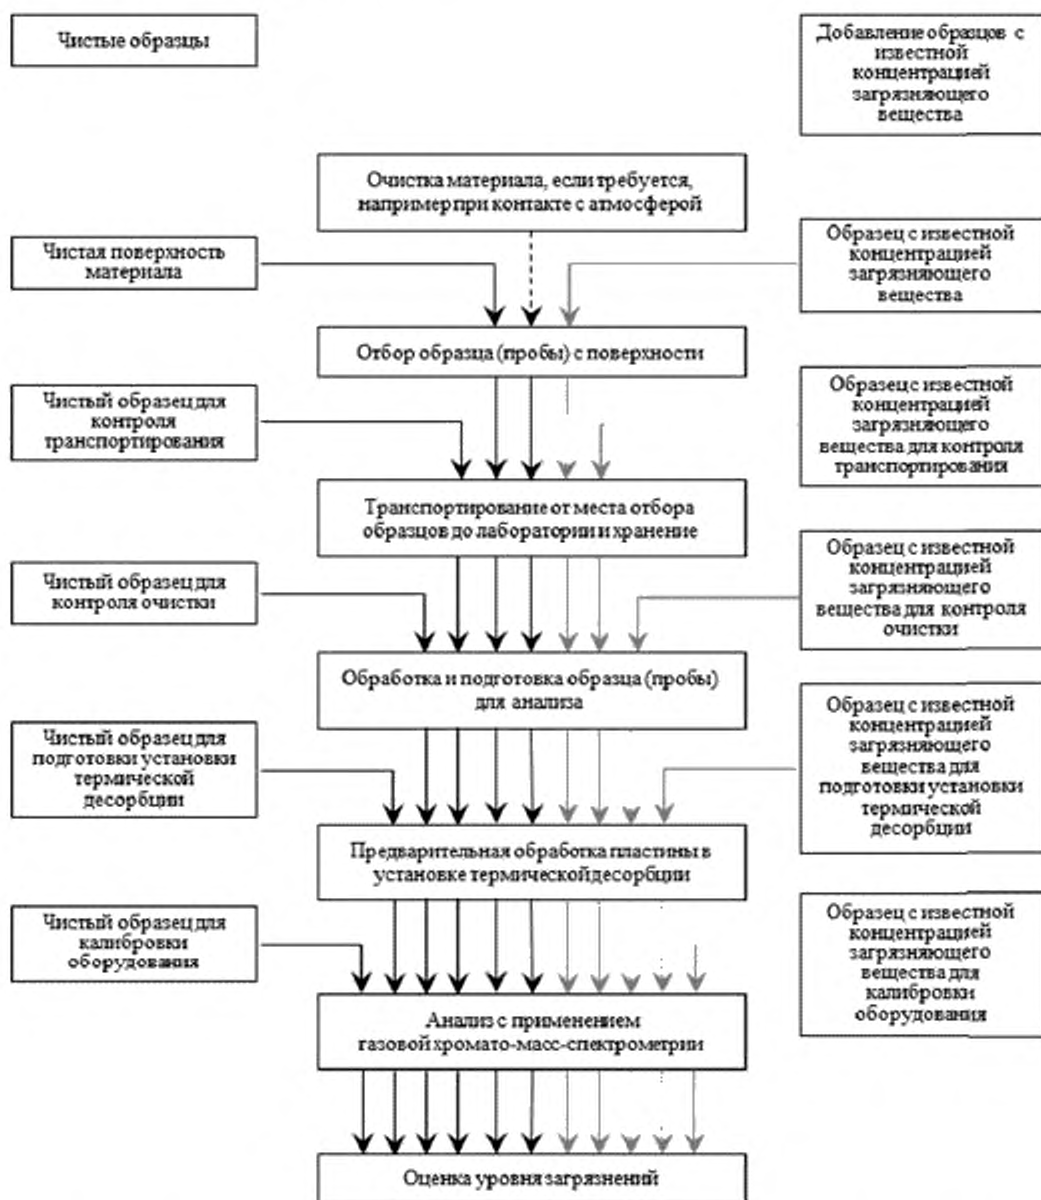 Чистые образцы
Добавление образцов с
известной
концентрацией
загрязняющего
вещества
Очистка материала, если требуется,
например при контакте с атмосферой
Чистая поверхность
материала
Образец с известной
концентрацией
загрязняющего
вещества
Отбор образца (пробы) с поверхности
Чистый образец для
контроля
транспортирования
Образец с известной
концентрацией
загрязняющего
вещества для контроля
транспортирования
Транспортирование от места отбора
образцов до лаборатории и хранение
Чистый образец для
контроля очистки
Образец с известной
концентрацией
загрязняющего
вещества для контроля
очистки
Обработка и подготовка образца (пробы)
для анализа
Чистый образец для
подготовки установки
термической
десорбции
Образец с известной
концентрацией
загрязняющего
вещества для
подготовки установки
термической
десорбции
Предварительная обработка пластины в
установке термической десорбции
Чистый образец для
калибровки
оборудования
Образец с известной
концентрацией
загрязняющего
вещества для
калибровки
оборудования
Анализ с применением
газовой хромато-масс-спектрометрии
Оценка уровня загрязнений